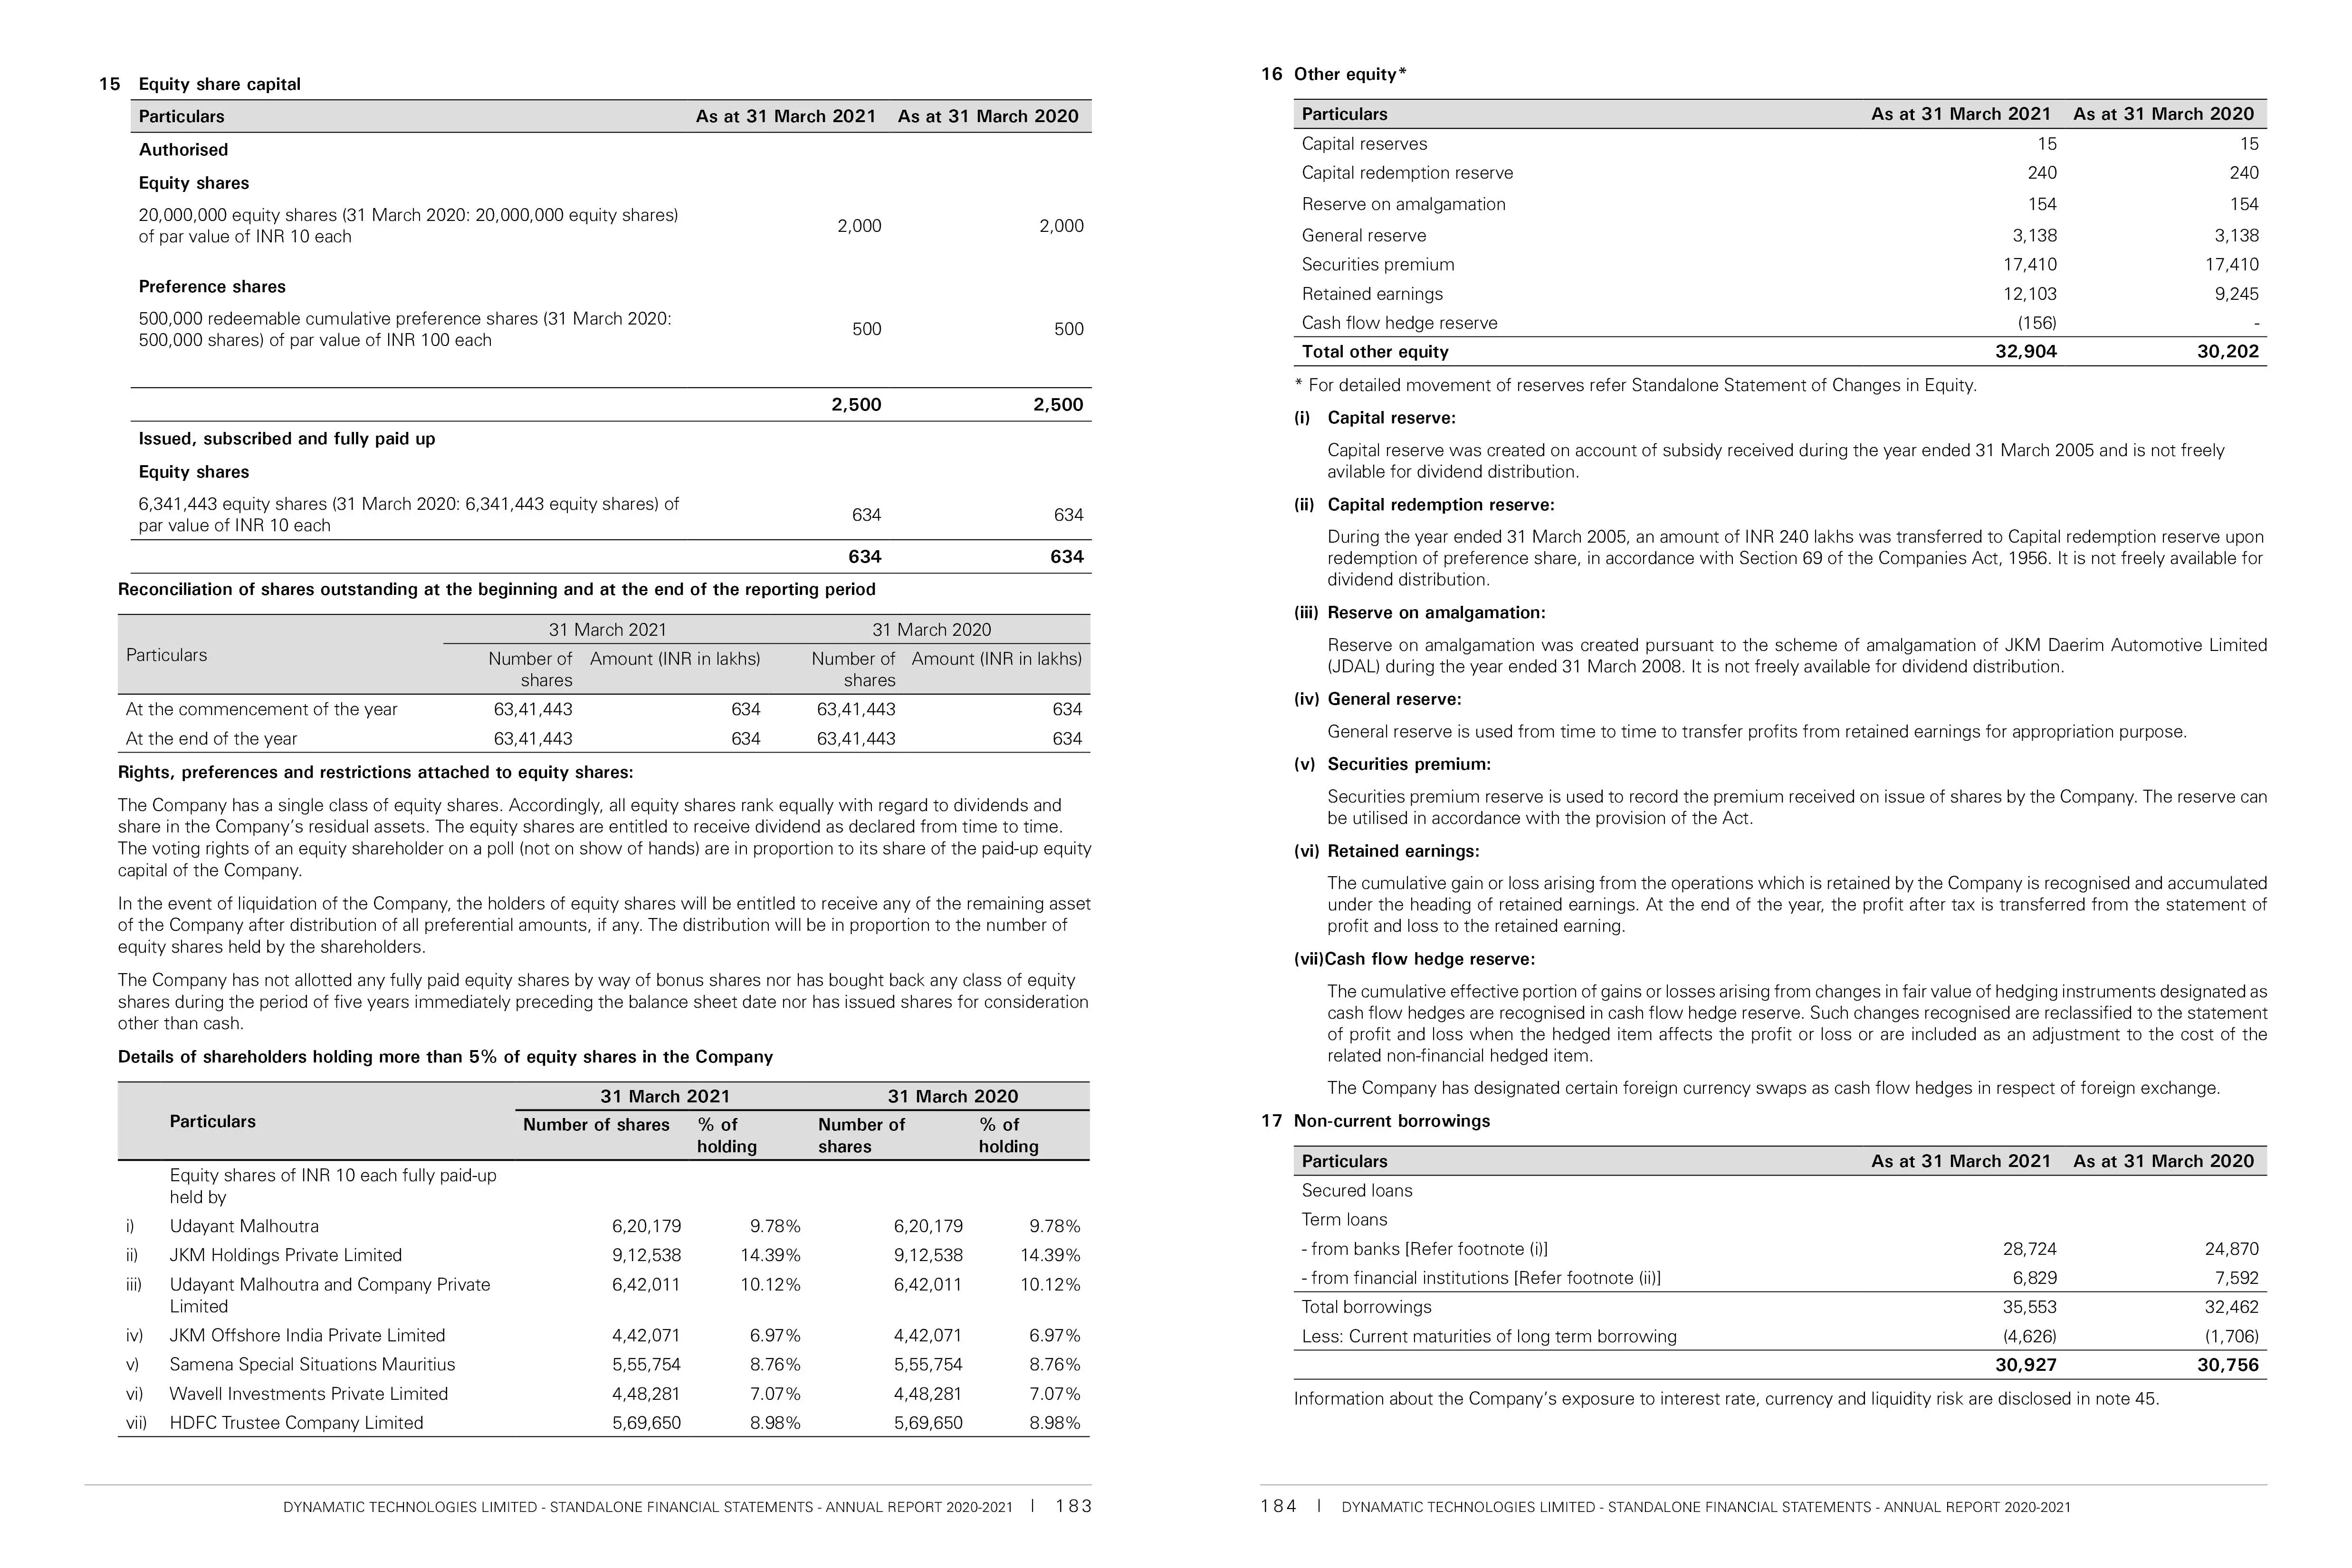 15 Equity share capital
Particulars As at 31 March 2021 As at 31 March 2020
Authorised
Equity shares
20,000,000 equity shares (31 March 2020: 20,000,000 equity shares)
of par value of INR 10 each
2,000 2,000
Preference shares
500,000 redeemable cumulative preference shares (31 March 2020:
500,000 shares) of par value of INR 100 each
500 500
2,500 2,500
Issued, subscribed and fully paid up
Equity shares
6,341,443 equity shares (31 March 2020: 6,341,443 equity shares) of
par value of INR 10 each
634 634
634 634
Reconciliation of shares outstanding at the beginning and at the end of the reporting period
31 March 2021 31 March 2020
Particulars
Number of Amount (INR in lakhs) Number of Amount (INR in lakhs)
shares shares
At the commencement of the year 63,41,443 634 63,41,443 634
At the end of the year 63,41,443 634 63,41,443 634
Rights, preferences and restrictions attached to equity shares:
The Company has a single class of equity shares. Accordingly, all equity shares rank equally with regard to dividends and
share in the Company's residual assets. The equity shares are entitled to receive dividend as declared from time to time.
The voting rights of an equity shareholder on a poll (not on show of hands) are in proportion to its share of the paid-up equity
capital of the Company.
In the event of liquidation of the Company, the holders of equity shares will be entitled to receive any of the remaining asset
of the Company after distribution of all preferential amounts, if any. The distribution will be in proportion to the number of
equity shares held by the shareholders.
The Company has not allotted any fully paid equity shares by way of bonus shares nor has bought back any class of equity
shares during the period of five years immediately preceding the balance sheet date nor has issued shares for consideration
other than cash.
Details of shareholders holding more than 5% of equity shares in the Company
31 March 2021 31 March 2020
Particulars
Number of shares % of Number of % of
holding shares holding
Equity shares of INR 10 each fully paid-up
held by
i) Udayant Malhoutra 6,20,179 9.78% 6,20,179 9.78%
ii) JKM Holdings Private Limited 9,12,538 14.39% 9,12,538 14.39%
iii) Udayant Malhoutra and Company Private 6,42,011 10.12% 6,42,011 10.12%
Limited
iv) JKM Offshore India Private Limited 4,42,071 6.97% 4,42,071 6.97%
v) Samena Special Situations Mauritius 5,55,754 8.76% 5,55,754 8.76%
vi) Wavell Investments Private Limited 4,48,281 7.07% 4,48,281 7.07%
vii) HDFC Trustee Company Limited 5,69,650 8.98% 5,69,650 8.98%
DYNAMATIC TECHNOLOGIES LIMITED - STANDALONE FINANCIAL STATEMENTS - ANNUAL REPORT 2020-2021 | 183
16 Other equity*
Particulars As at 31 March 2021 As at 31 March 2020
Capital reserves 15 15
Capital redemption reserve 240 240
Reserve on amalgamation 154 154
General reserve 3,138 3,138
Securities premium 17,410 17,410
Retained earnings 12,103 9,245
Cash flow hedge reserve (156) -
Total other equity 32,904 30,202
* For detailed movement of reserves refer Standalone Statement of Changes in Equity.
(i) Capital reserve:
Capital reserve was created on account of subsidy received during the year ended 31 March 2005 and is not freely
avilable for dividend distribution.
(ii) Capital redemption reserve:
During the year ended 31 March 2005, an amount of INR 240 lakhs was transferred to Capital redemption reserve upon
redemption of preference share, in accordance with Section 69 of the Companies Act, 1956. It is not freely available for
dividend distribution.
(iii) Reserve on amalgamation:
Reserve on amalgamation was created pursuant to the scheme of amalgamation of JKM Daerim Automotive Limited
(JDAL) during the year ended 31 March 2008. It is not freely available for dividend distribution.
(iv) General reserve:
General reserve is used from time to time to transfer profits from retained earnings for appropriation purpose.
(v) Securities premium:
Securities premium reserve is used to record the premium received on issue of shares by the Company. The reserve can
be utilised in accordance with the provision of the Act.
(vi) Retained earnings:
The cumulative gain or loss arising from the operations which is retained by the Company is recognised and accumulated
under the heading of retained earnings. At the end of the year, the profit after tax is transferred from the statement of
profit and loss to the retained earning.
(vii)Cash flow hedge reserve:
The cumulative effective portion of gains or losses arising from changes in fair value of hedging instruments designated as
cash flow hedges are recognised in cash flow hedge reserve. Such changes recognised are reclassified to the statement
of profit and loss when the hedged item affects the profit or loss or are included as an adjustment to the cost of the
related non-financial hedged item.
The Company has designated certain foreign currency swaps as cash flow hedges in respect of foreign exchange.
17 Non-current borrowings
Particulars As at 31 March 2021 As at 31 March 2020
Secured loans
Term loans
- from banks [Refer footnote (i)] 28,724 24,870
- from financial institutions [Refer footnote (ii)] 6,829 7,592
Total borrowings 35,553 32,462
Less: Current maturities of long term borrowing (4,626) (1,706)
30,927 30,756
Information about the Company's exposure to interest rate, currency and liquidity risk are disclosed in note 45.
184 | DYNAMATIC TECHNOLOGIES LIMITED - STANDALONE FINANCIAL STATEMENTS - ANNUAL REPORT 2020-2021